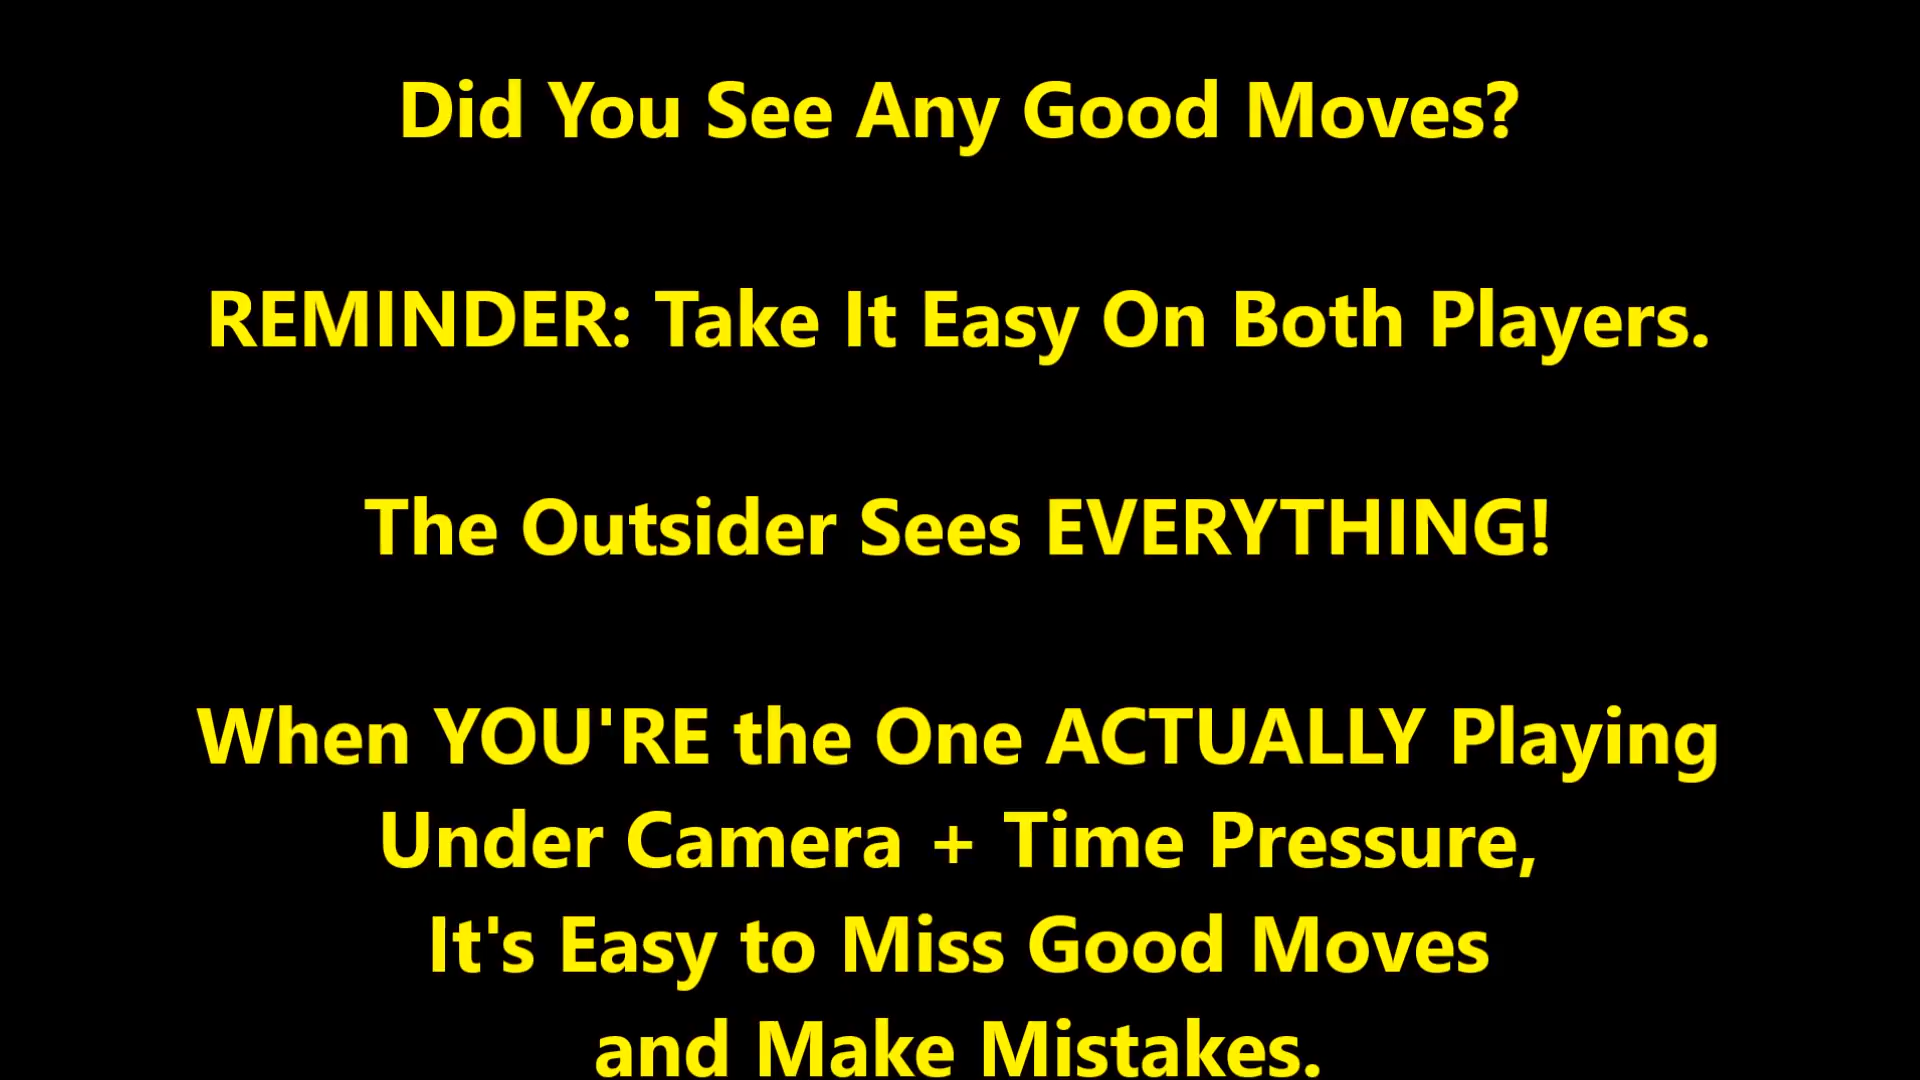 Did You See Any Good Moves?
REMINDER: Take It Easy On Both Players.
The Outsider Sees EVERYTHING!
When YOU'RE the One ACTUALLY Playing
Under Camera + Time Pressure,
It's Easy to Miss Good Moves
and Make Mistakes.